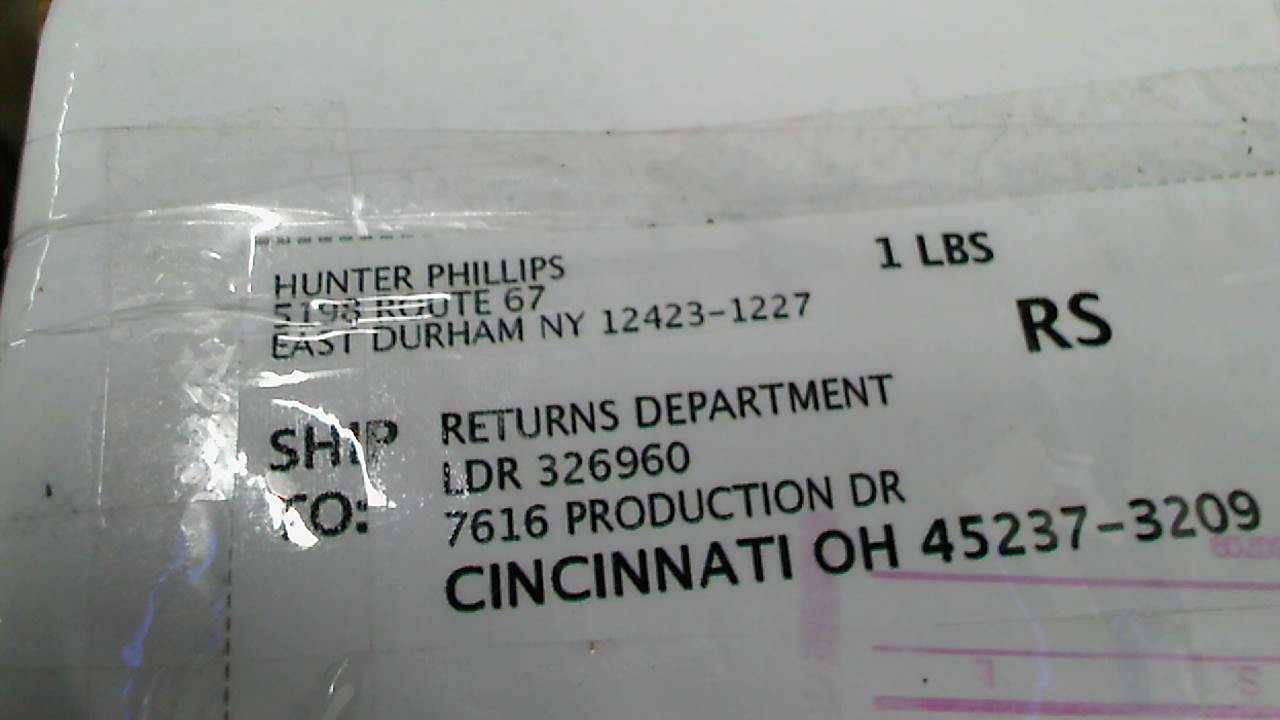 HUNTER PHILLIPS
5198 ROUTE 67
EAST DURHAM NY 12423-1227
1 LBS
RS
SHIP TO:
RETURNS DEPARTMENT
LDR 326960
7616 PRODUCTION DR
CINCINNATI OH 45237-3209